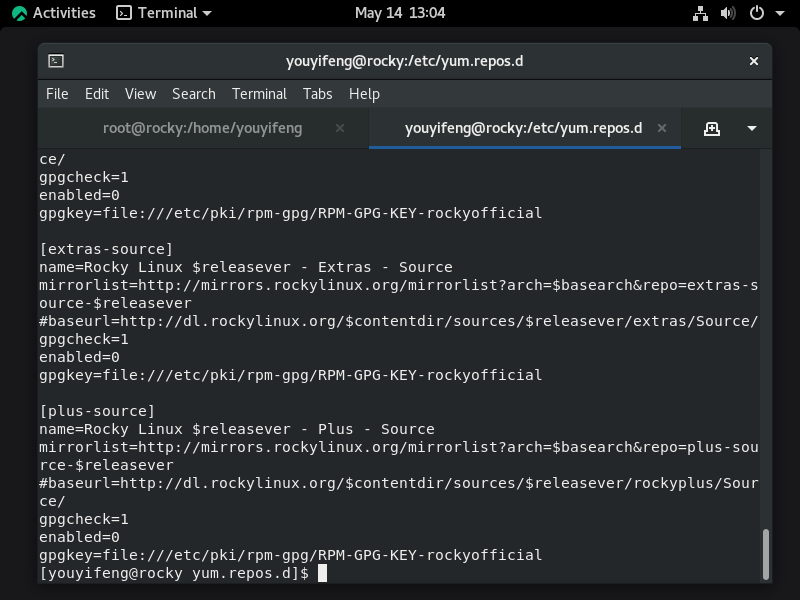 Activities
Terminal
May 14 13:04
youyifeng@rocky:/etc/yum.repos.d
File Edit View Search Terminal Tabs Help
root@rocky:/home/youyifeng
youyifeng@rocky:/etc/yum.repos.d
ce/
gpgcheck=1
enabled=0
gpgkey=file:///etc/pki/rpm-gpg/RPM-GPG-KEY-rockyofficial
[extras-source]
name=Rocky Linux $releasever - Extras - Source
mirrorlist=http://mirrors.rockylinux.org/mirrorlist?arch=$basearch&repo=extras-s
ource-$releasever
#baseurl=http://dl.rockylinux.org/$contentdir/sources/$releasever/extras/Source/
gpgcheck=1
enabled=0
gpgkey=file:///etc/pki/rpm-gpg/RPM-GPG-KEY-rockyofficial
[plus-source]
name=Rocky Linux $releasever - Plus - Source
mirrorlist=http://mirrors.rockylinux.org/mirrorlist?arch=$basearch&repo=plus-sou
rce-$releasever
#baseurl=http://dl.rockylinux.org/$contentdir/sources/$releasever/rockyplus/Sour
ce/
gpgcheck=1
enabled=0
gpgkey=file:///etc/pki/rpm-gpg/RPM-GPG-KEY-rockyofficial
[youyifeng@rocky yum.repos.d]$